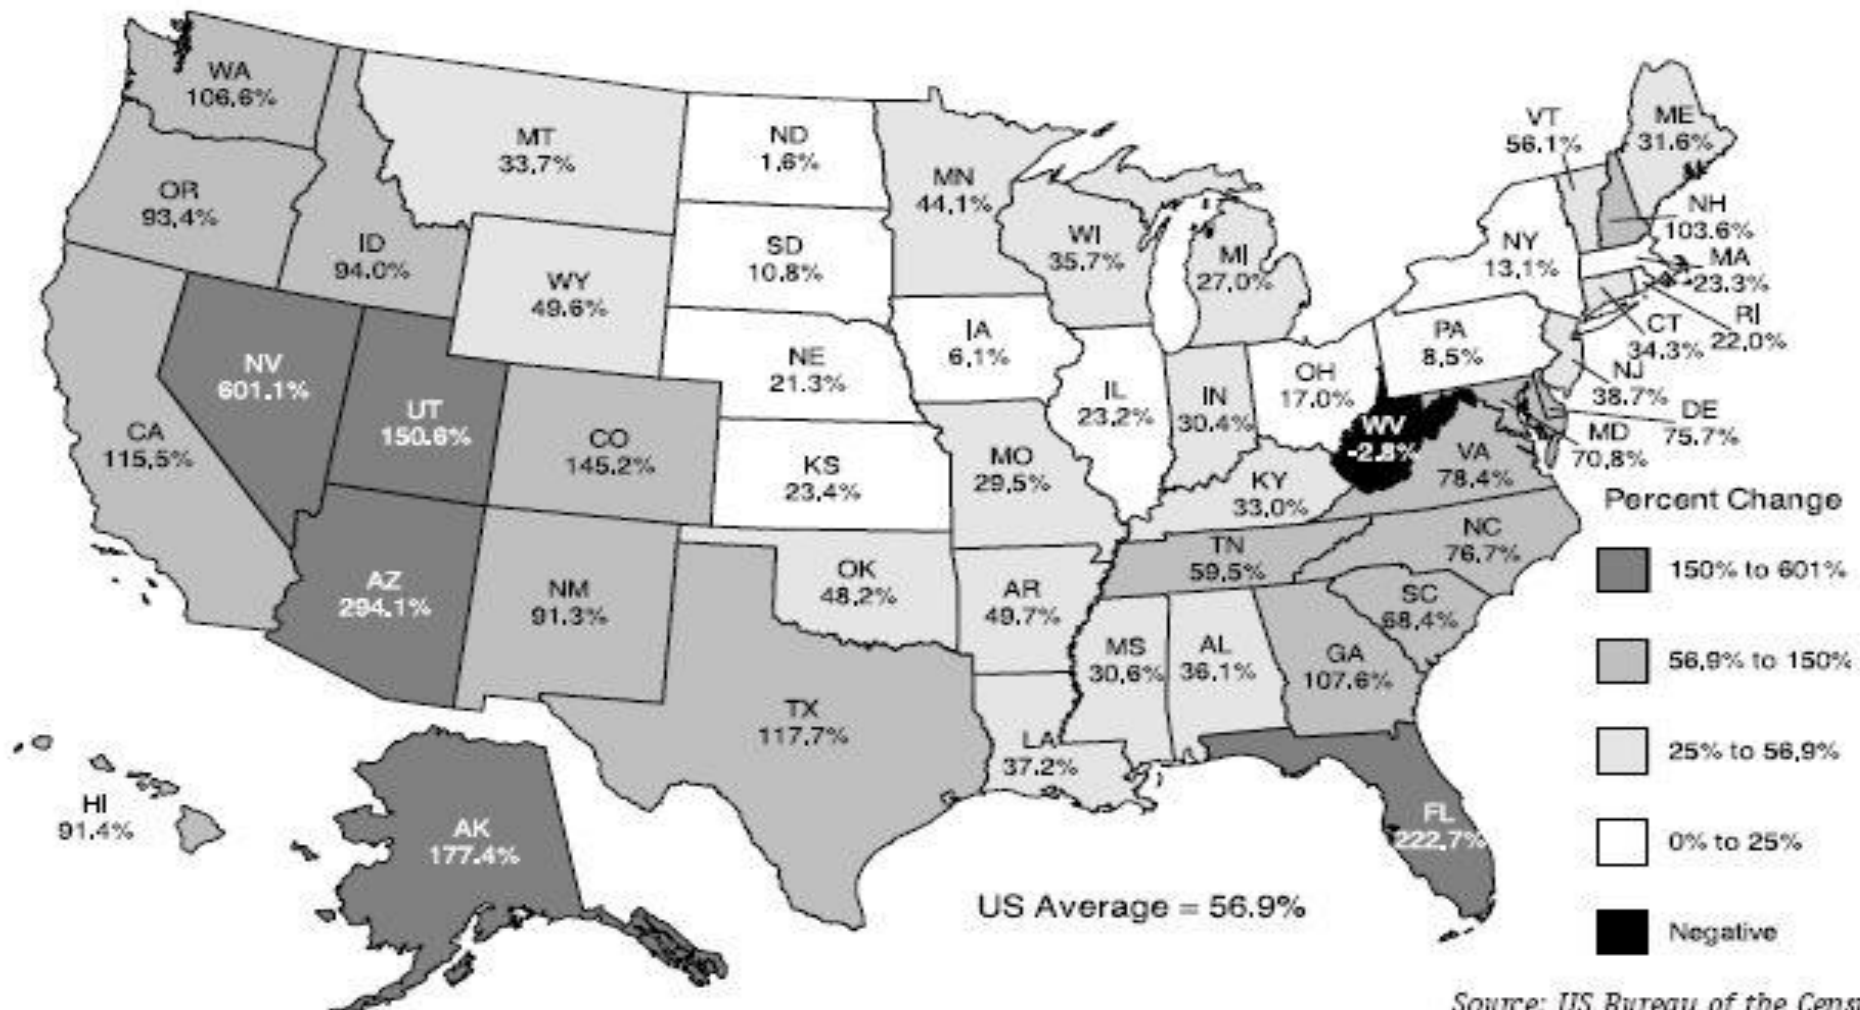 WA
106.6%
MT
33.7%
ND
1.6%
MN
44.1%
VT
56.1%
ME
31.6%
OR
93.4%
ID
94.0%
WY
49.6%
SD
10.8%
WI
35.7%
MI
27.0%
NY
13.1%
NH
103.6%
MA
23.3%
RI
22.0%
CT
34.3%
NJ
38.7%
DE
75.7%
MD
70.8%
NV
601.1%
UT
150.6%
CA
115.5%
CO
145.2%
NE
21.3%
IA
6.1%
IL
23.2%
IN
30.4%
OH
17.0%
PA
8.5%
WV
-2.8%
VA
78.4%
KS
23.4%
MO
29.5%
KY
33.0%
AZ
294.1%
NM
91.3%
OK
48.2%
AR
49.7%
TN
59.5%
NC
76.7%
SC
68.4%
MS
30.6%
AL
36.1%
GA
107.6%
TX
117.7%
LA
37.2%
FL
222.7%
HI
91.4%
AK
177.4%
Percent Change
150% to 601%
56.9% to 150%
25% to 56.9%
0% to 25%
Negative
US Average = 56.9%
Source: US Bureau of the Cens